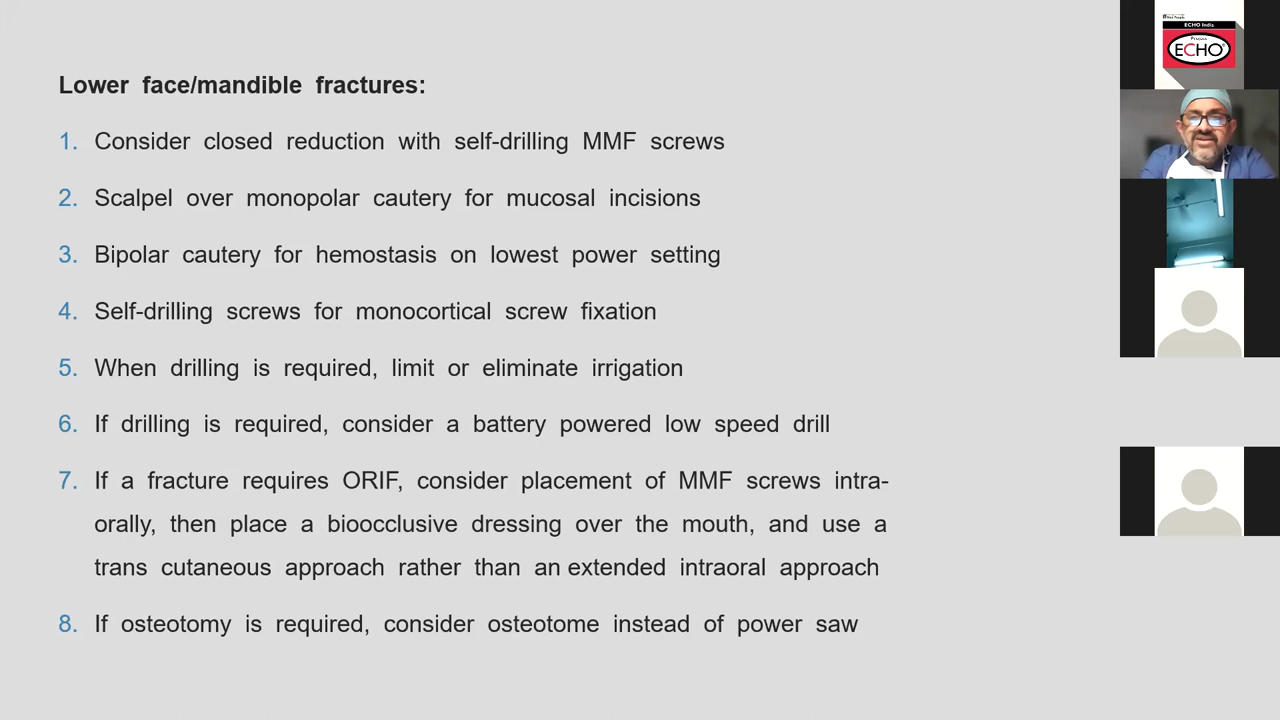 Lower face/mandible fractures:
1. Consider closed reduction with self-drilling MMF screws
2. Scalpel over monopolar cautery for mucosal incisions
3. Bipolar cautery for hemostasis on lowest power setting
4. Self-drilling screws for monocortical screw fixation
5. When drilling is required, limit or eliminate irrigation
6. If drilling is required, consider a battery powered low speed drill
7. If a fracture requires ORIF, consider placement of MMF screws intra-
orally, then place a bioocclusive dressing over the mouth, and use a
trans cutaneous approach rather than an extended intraoral approach
8. If osteotomy is required, consider osteotome instead of power saw
ECHO India
Project
ECHO